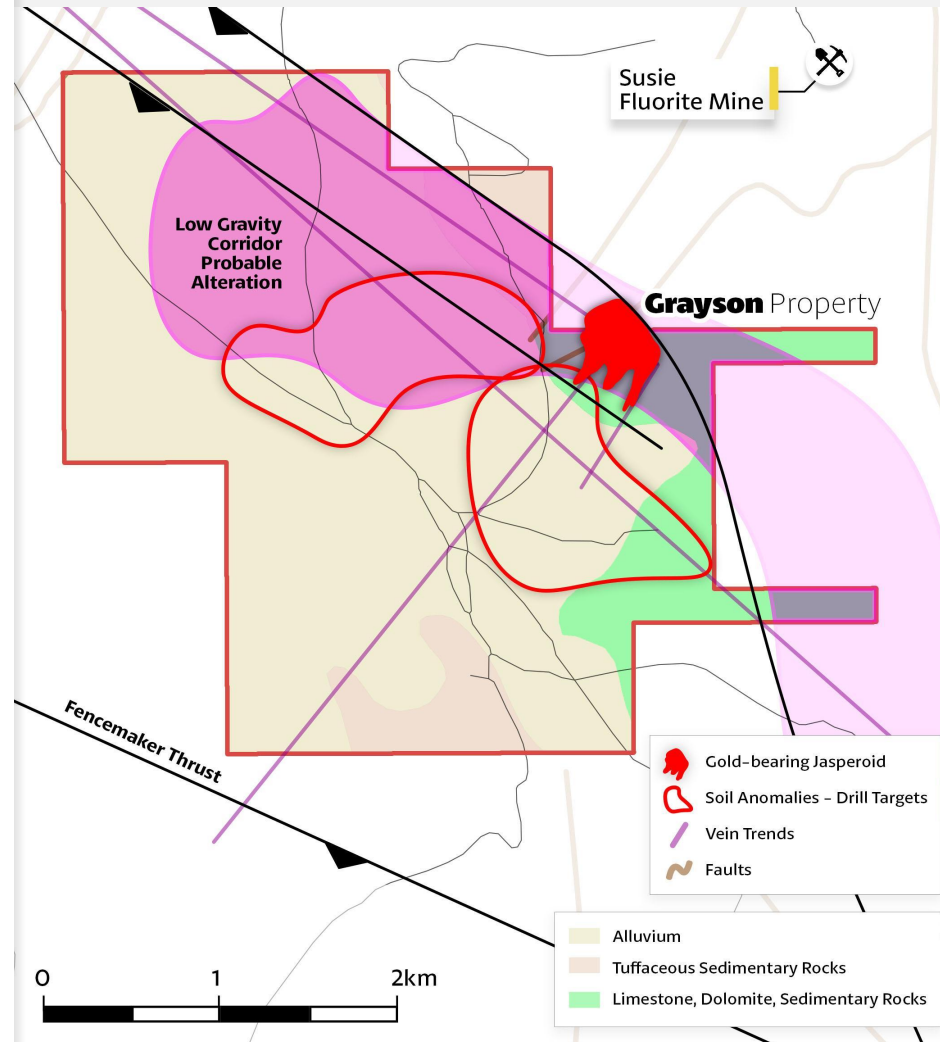 Susie
Fluorite Mine
Low Gravity
Corridor
Probable
Alteration
Grayson Property
Fencemaker Thrust
Gold-bearing Jasperoid
Soil Anomalies - Drill Targets
Vein Trends
Faults
Alluvium
Tuffaceous Sedimentary Rocks
Limestone, Dolomite, Sedimentary Rocks
0 1 2km